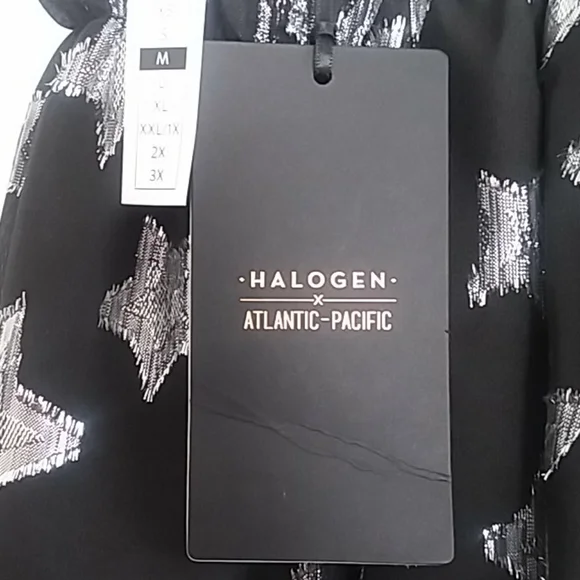 S
M
L
XL
XXL/1X
2X
3X
·HALOGEN·
x
ATLANTIC-PACIFIC